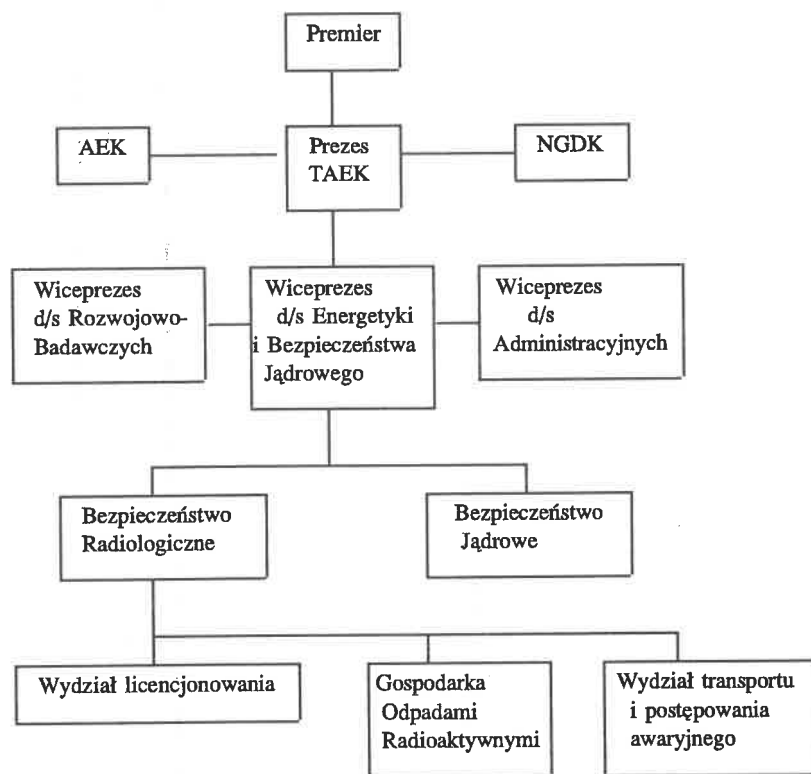 Premier
AEK
Prezes
TAEK
NGDK
Wiceprezes
d/s Rozwojowo-
Badawczych
Wiceprezes
d/s Energetyki
i Bezpieczeństwa
Jądrowego
Wiceprezes
d/s
Administracyjnych
Bezpieczeństwo
Radiologiczne
Bezpieczeństwo
Jądrowe
Wydział licencjonowania
Gospodarka
Odpadami
Radioaktywnymi
Wydział transportu
i postępowania
awaryjnego